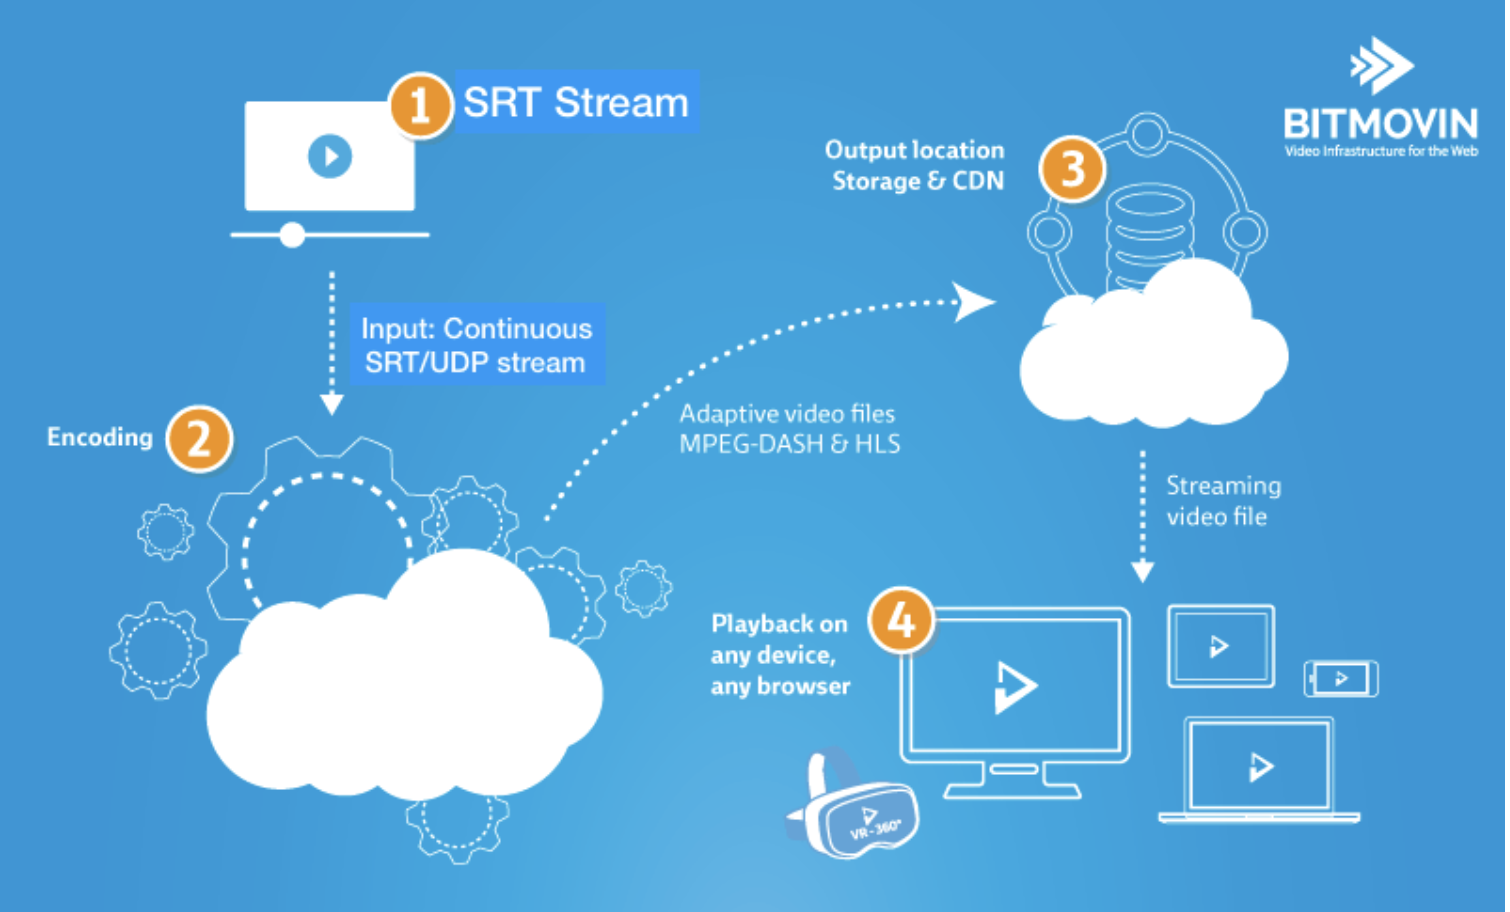 1 SRT Stream
BITMOVIN
Video Infrastructure for the Web
Output location
Storage & CDN
3
Input: Continuous
SRT/UDP stream
Encoding 2
Adaptive video files
MPEG-DASH & HLS
Streaming
video file
Playback on
any device,
any browser
4
VR-360°